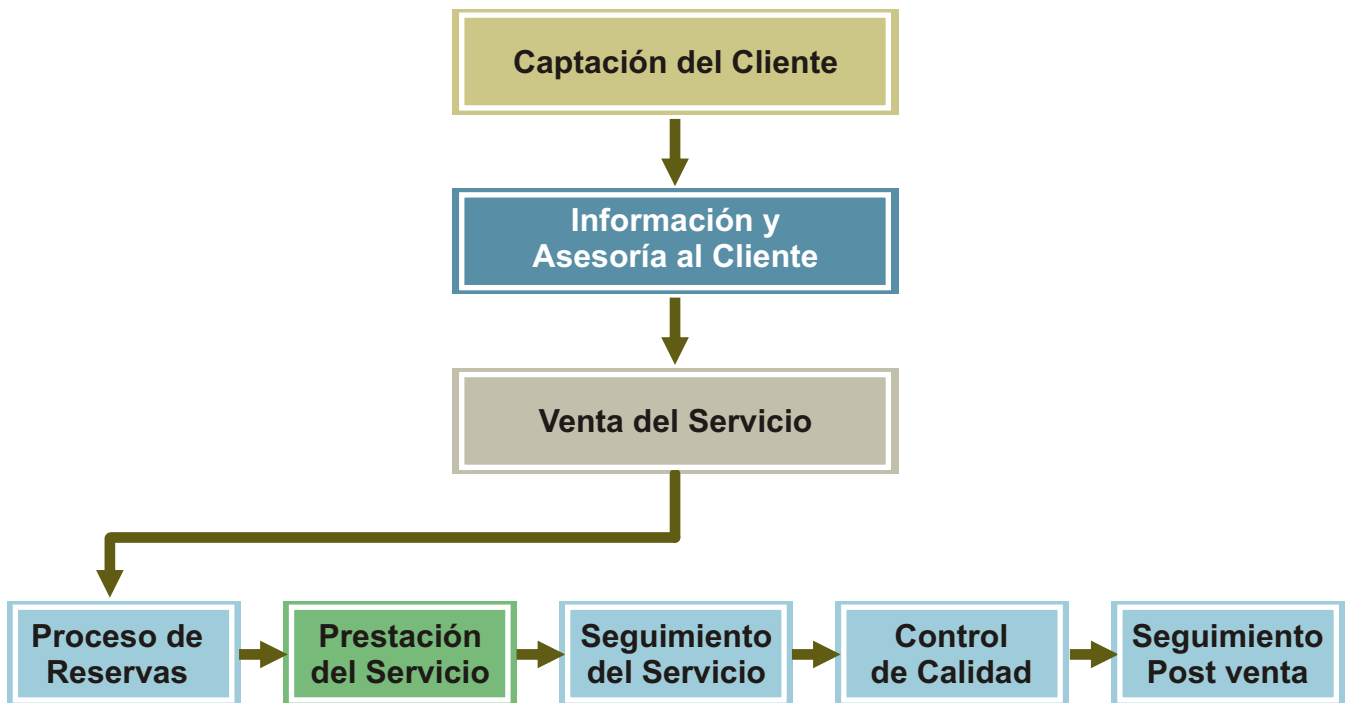 Captación del Cliente
Información y
Asesoría al Cliente
Venta del Servicio
Proceso de
Reservas
Prestación
del Servicio
Seguimiento
del Servicio
Control
de Calidad
Seguimiento
Post venta